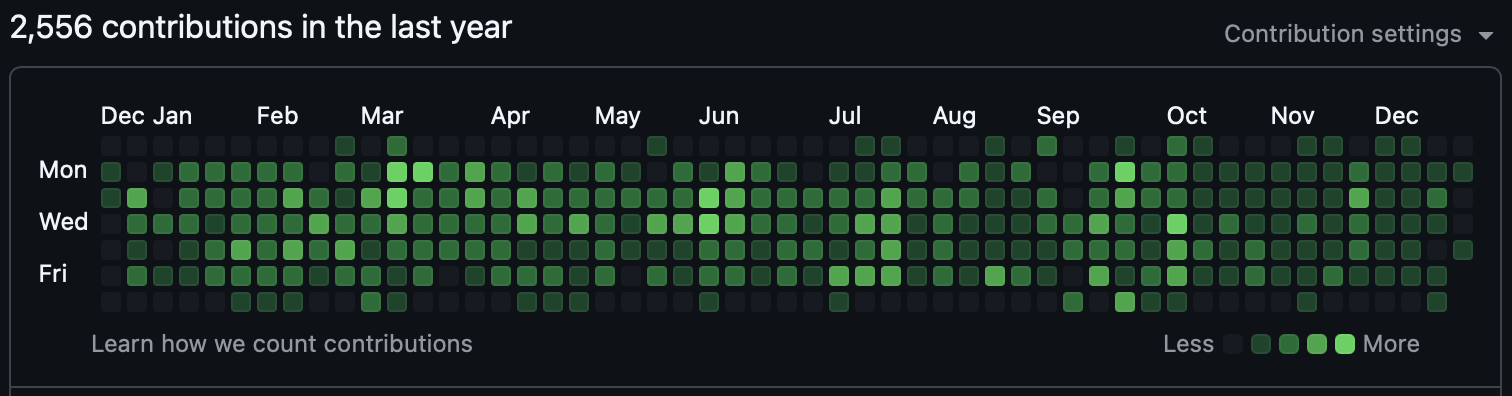 2,556 contributions in the last year
Contribution settings
Dec Jan Feb Mar Apr May Jun Jul Aug Sep Oct Nov Dec
Mon
Wed
Fri
Learn how we count contributions
Less More